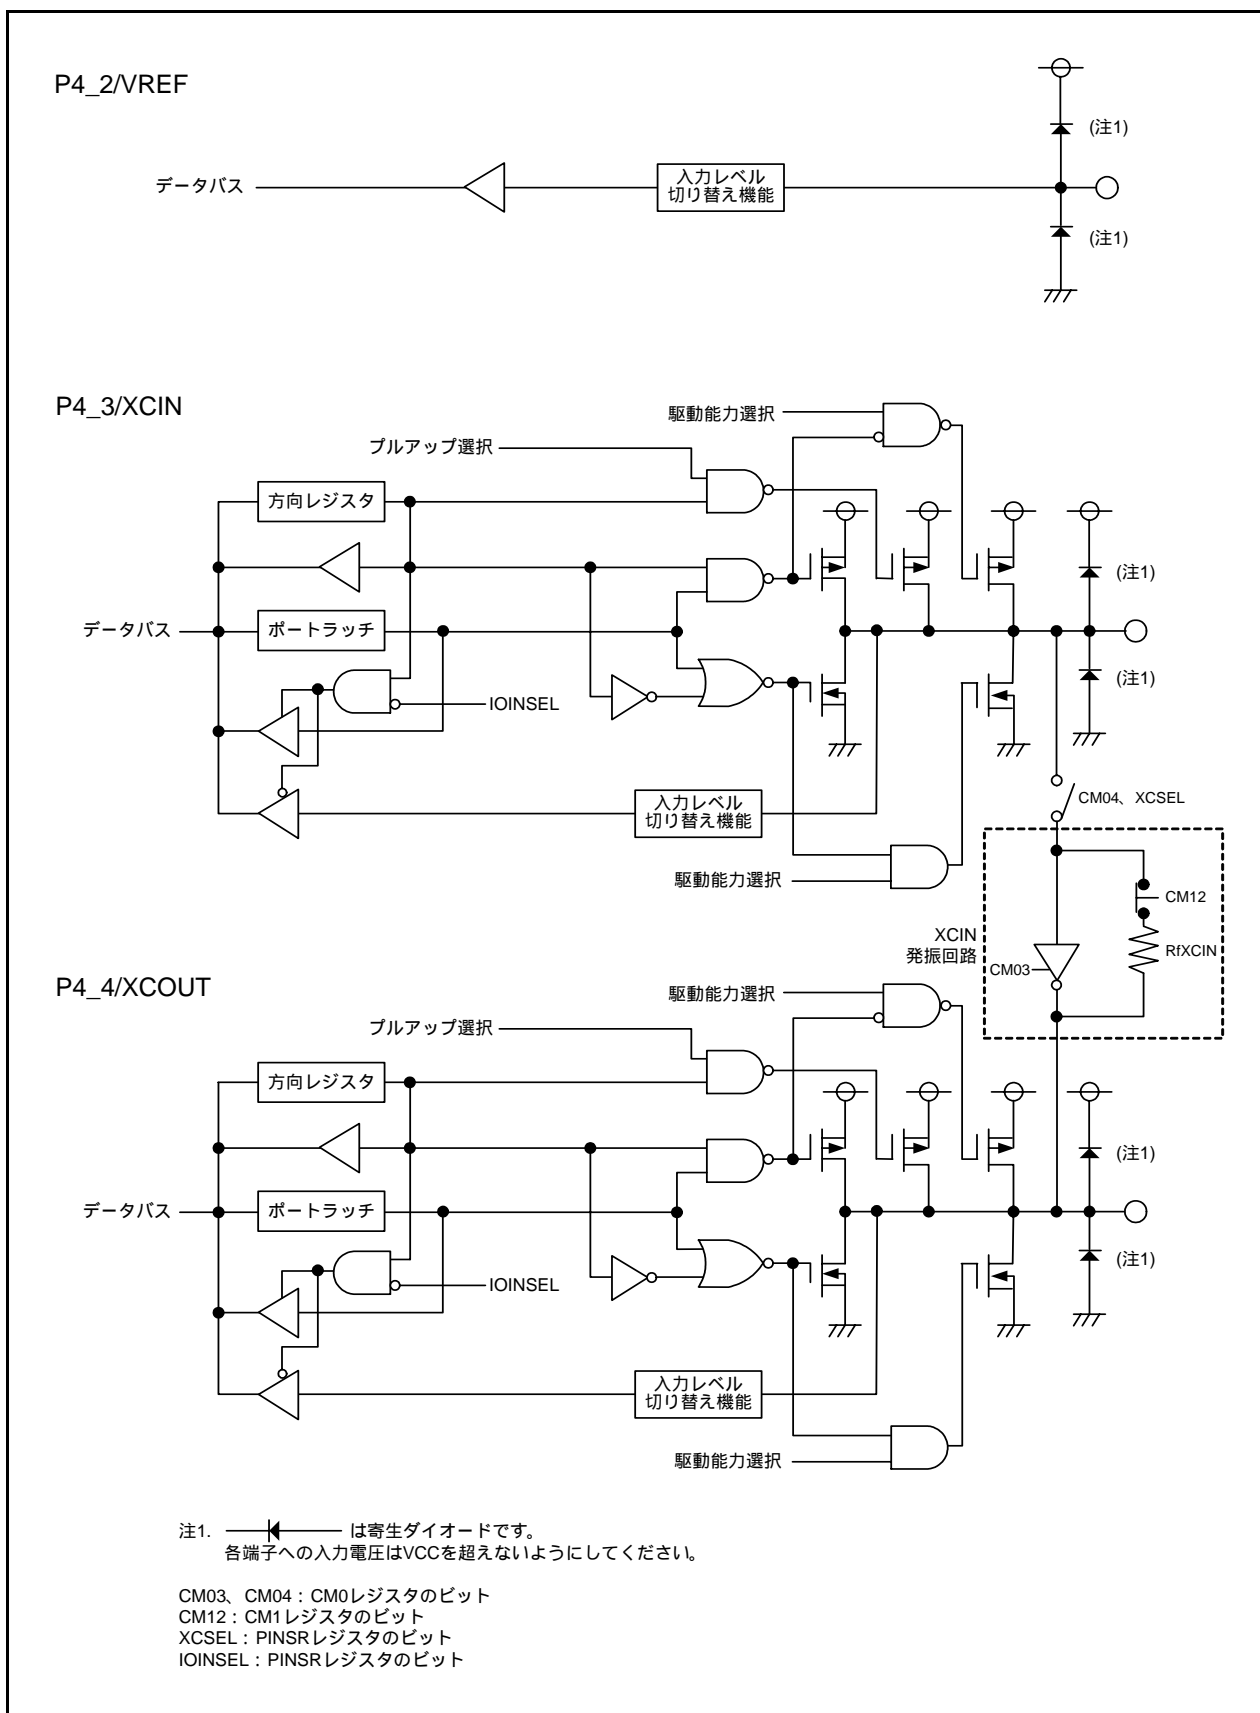 P4_2/VREF
(注1)
データバス
入力レベル
切り替え機能
(注1)
P4_3/XCIN
駆動能力選択
プルアップ選択
方向レジスタ
(注1)
データバス
ポートラッチ
(注1)
IOINSEL
入力レベル
切り替え機能
CM04、XCSEL
駆動能力選択
CM12
XCIN
発振回路
RfXCIN
CM03
P4_4/XCOUT
駆動能力選択
プルアップ選択
方向レジスタ
(注1)
データバス
ポートラッチ
(注1)
IOINSEL
入力レベル
切り替え機能
駆動能力選択
注1. は寄生ダイオードです。
各端子への入力電圧はVCCを超えないようにしてください。
CM03、CM04：CM0レジスタのビット
CM12：CM1レジスタのビット
XCSEL：PINSRレジスタのビット
IOINSEL：PINSRレジスタのビット